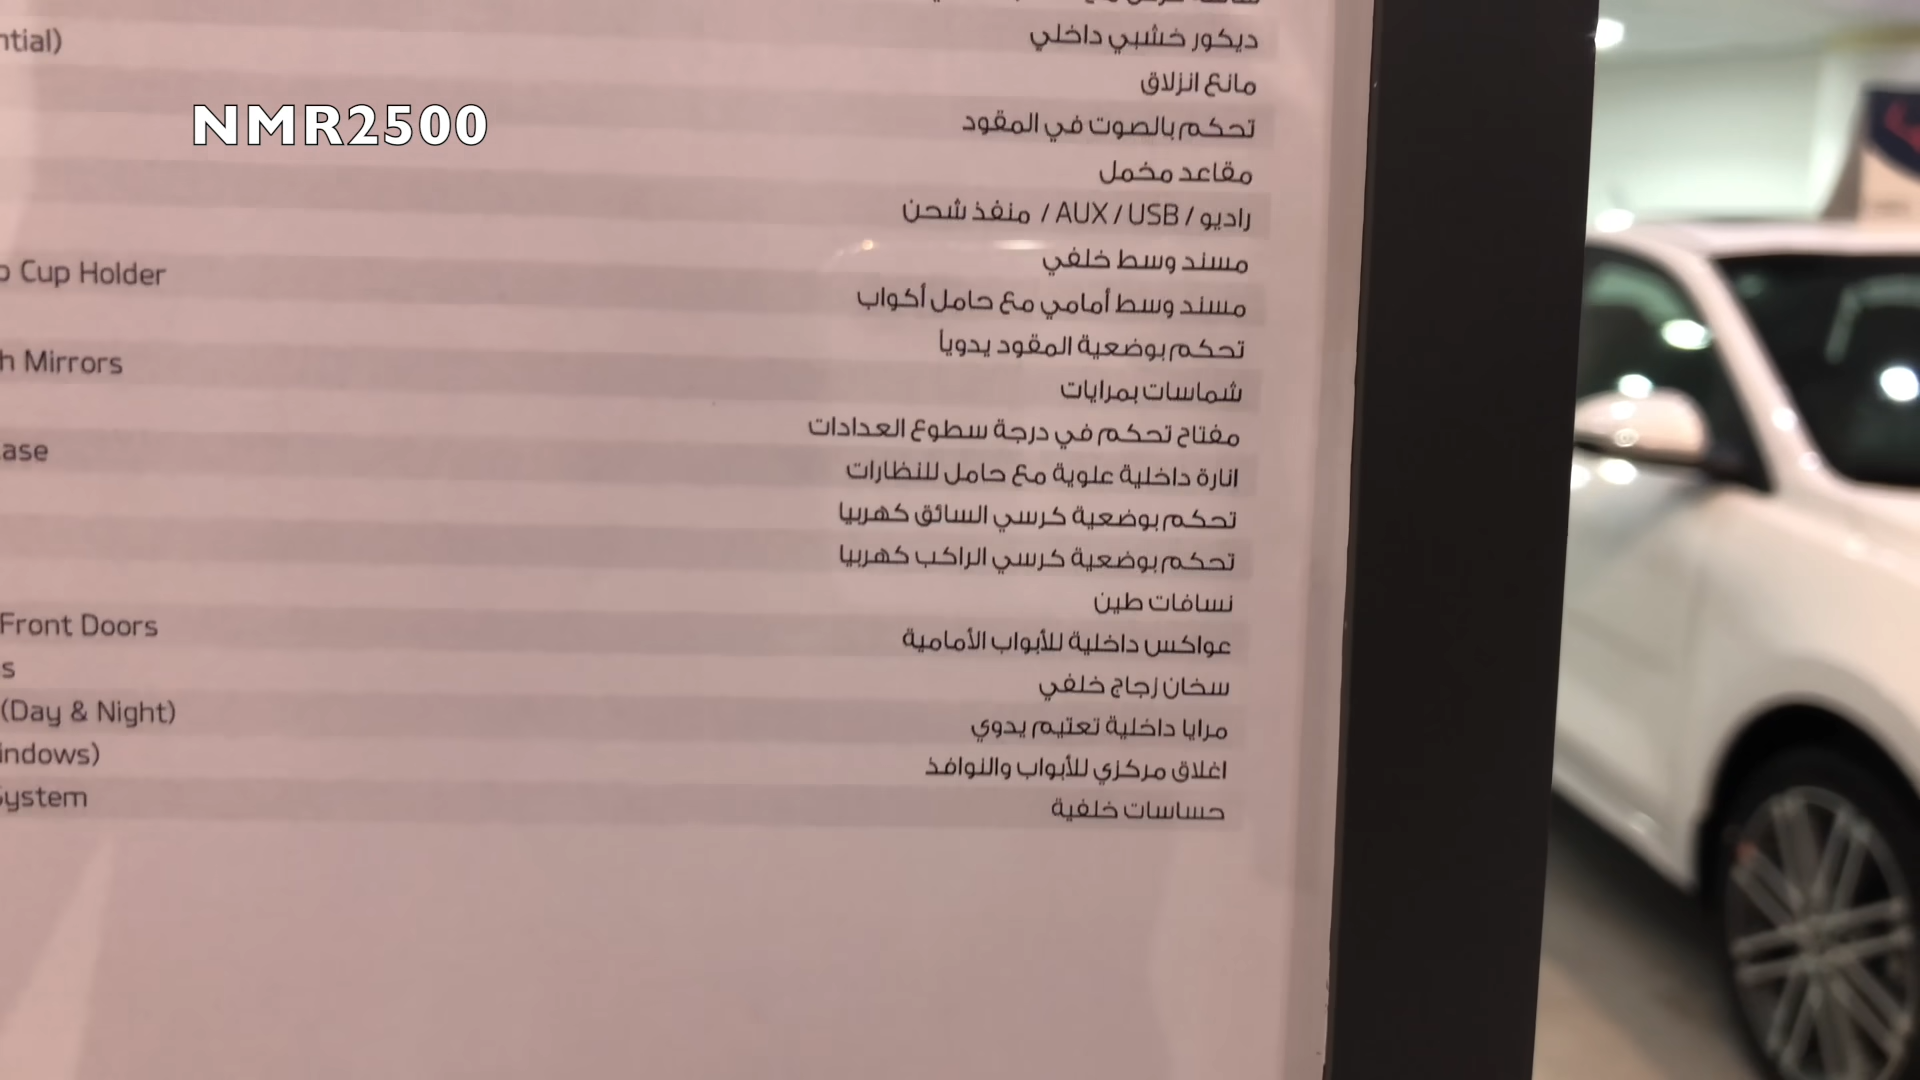 ديكور خشبي داخلي
ntial)
مانع انزلاق
NMR2500
تحكم بالصوت في المقود
مقاعد مخمل
راديو / AUX / USB / منفذ شحن
مسند وسط خلفي
o Cup Holder
مسند وسط أمامي مع حامل أكواب
تحكم بوضعية المقود يدويا
h Mirrors
شماسات بمرايات
مفتاح تحكم في درجة سطوع العدادات
ase
انارة داخلية علوية مع حامل للنظارات
تحكم بوضعية كرسي السائق كهربيا
تحكم بوضعية كرسي الراكب كهربيا
نسافات طين
Front Doors
عواكس داخلية للأبواب الأمامية
s
سخان زجاج خلفي
(Day & Night)
مرايا داخلية تعتيم يدوي
indows)
اغلاق مركزي للأبواب والنوافذ
System
حساسات خلفية